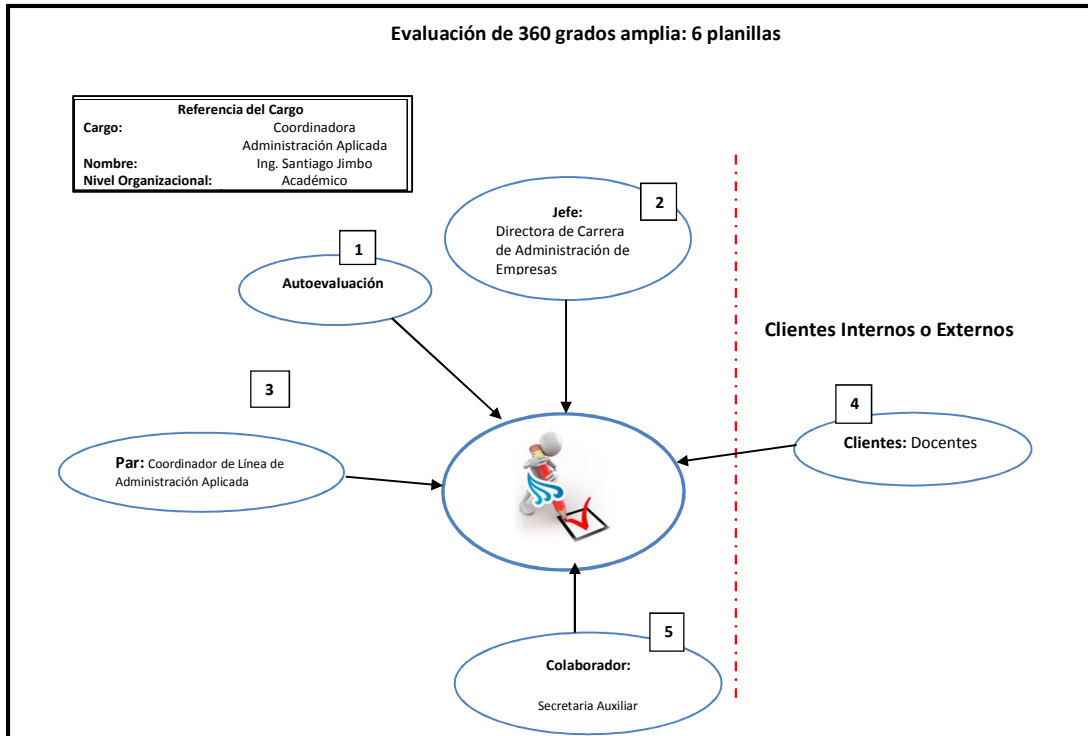 Evaluación de 360 grados amplia: 6 planillas
Referencia del Cargo
Cargo: Coordinadora
Administración Aplicada
Nombre: Ing. Santiago Jimbo
Nivel Organizacional: Académico
2
Jefe:
Directora de Carrera
de Administración de
Empresas
1
Autoevaluación
Clientes Internos o Externos
3
Par: Coordinador de Línea de
Administración Aplicada
4
Clientes: Docentes
5
Colaborador:
Secretaria Auxiliar